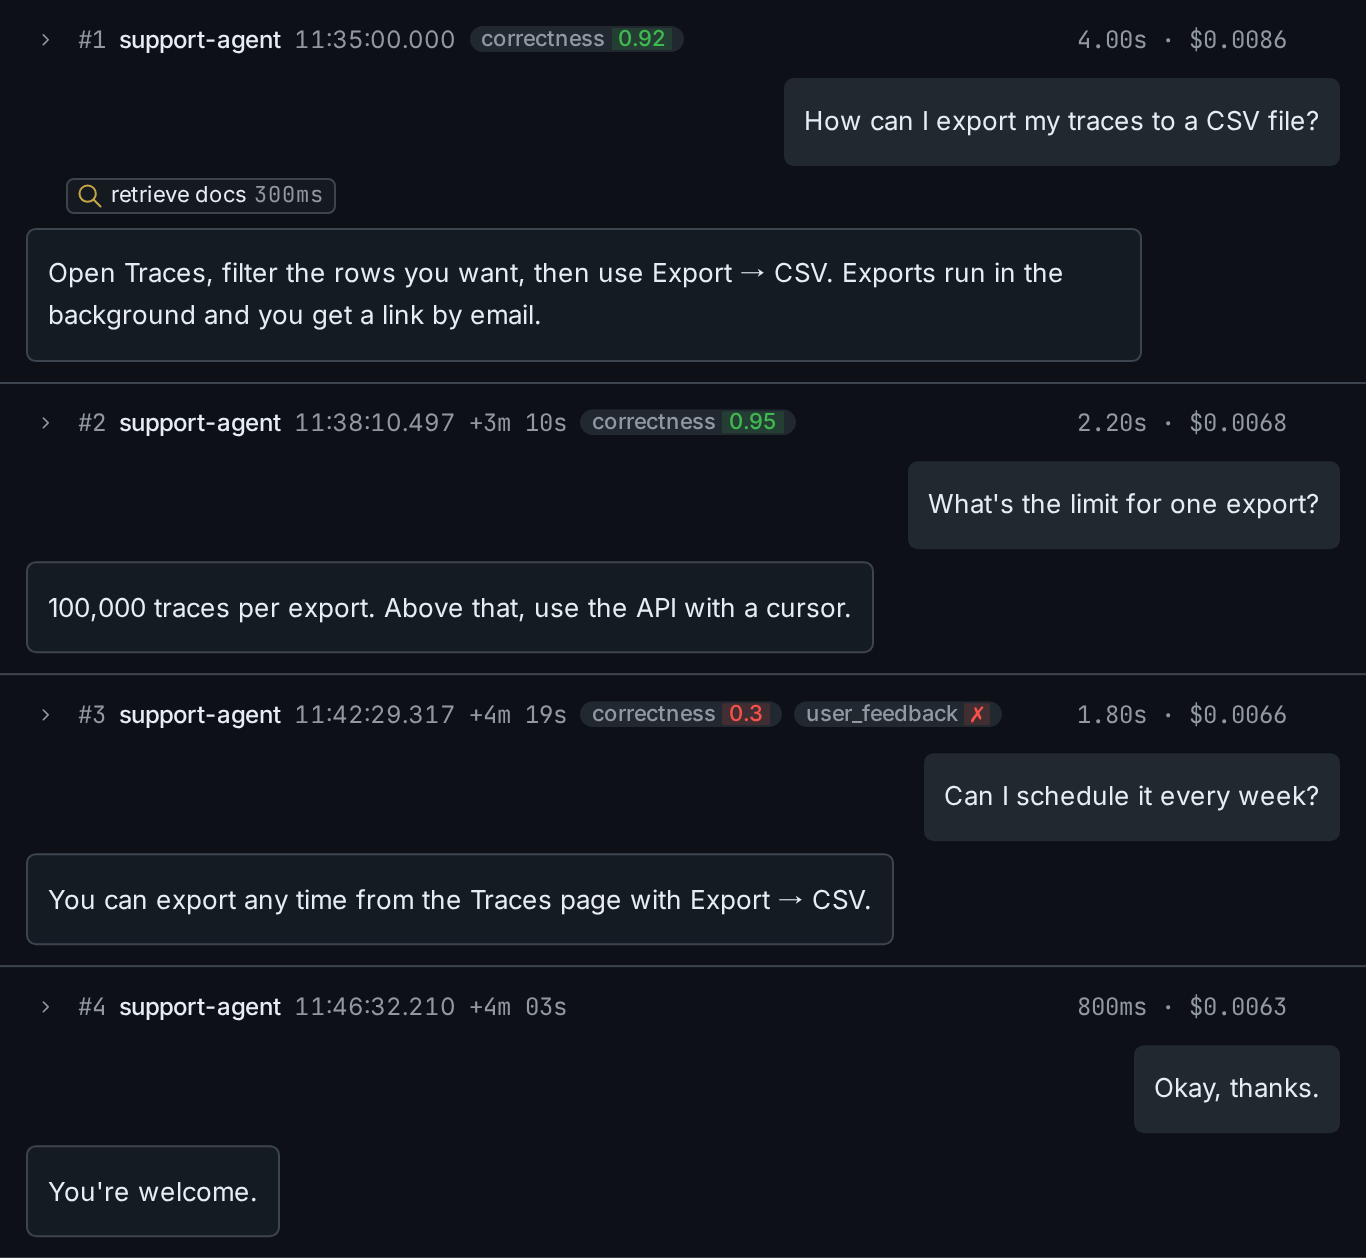 #1 support-agent 11:35:00.000 correctness 0.92 4.00s · $0.0086
How can I export my traces to a CSV file?
retrieve docs 300ms
Open Traces, filter the rows you want, then use Export → CSV. Exports run in the
background and you get a link by email.
#2 support-agent 11:38:10.497 +3m 10s correctness 0.95 2.20s · $0.0068
What's the limit for one export?
100,000 traces per export. Above that, use the API with a cursor.
#3 support-agent 11:42:29.317 +4m 19s correctness 0.3 user_feedback ✗ 1.80s · $0.0066
Can I schedule it every week?
You can export any time from the Traces page with Export → CSV.
#4 support-agent 11:46:32.210 +4m 03s 800ms · $0.0063
Okay, thanks.
You're welcome.